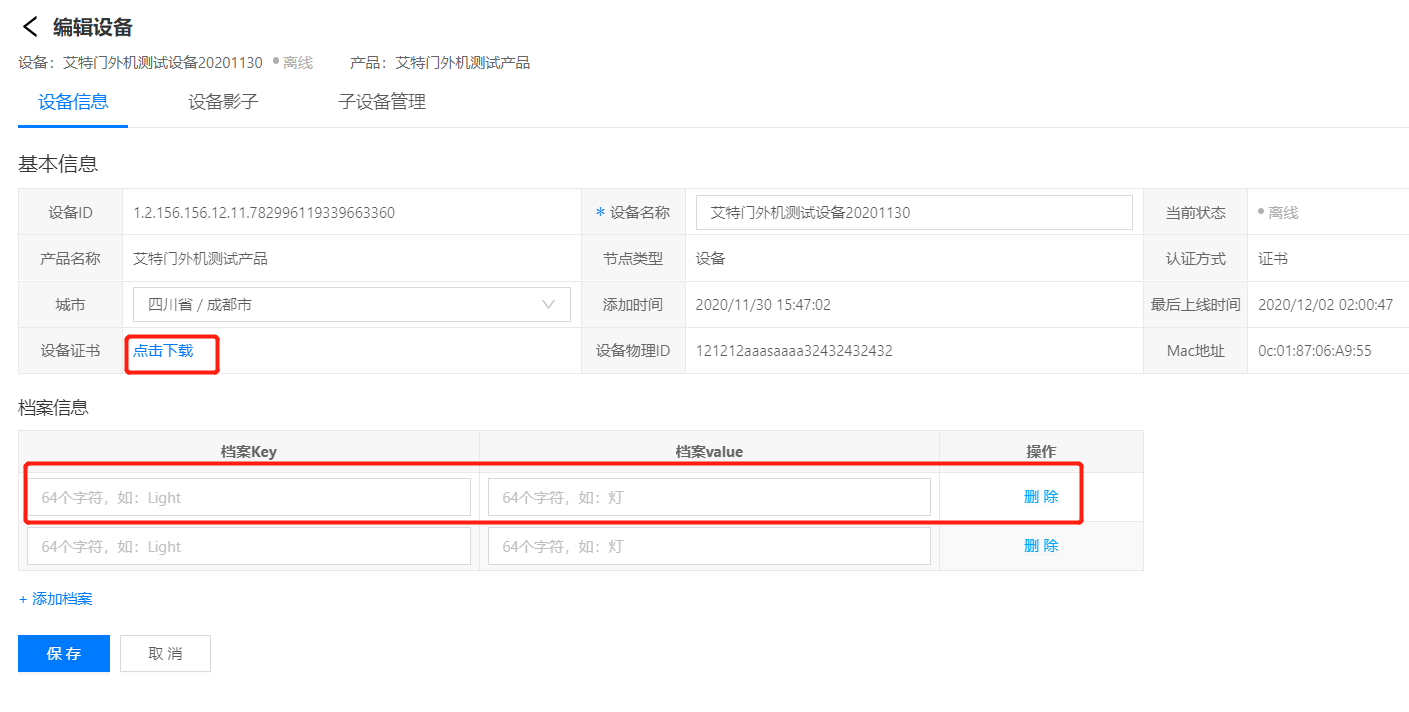 编辑设备
设备：艾特门外机测试设备20201130 离线 产品：艾特门外机测试产品
设备信息 设备影子 子设备管理
基本信息
设备ID 1.2.156.156.12.11.782996119339663360 * 设备名称 艾特门外机测试设备20201130 当前状态 离线
产品名称 艾特门外机测试产品 节点类型 设备 认证方式 证书
城市 四川省 / 成都市 添加时间 2020/11/30 15:47:02 最后上线时间 2020/12/02 02:00:47
设备证书 点击下载 设备物理ID 121212aaasaaaa32432432432 Mac地址 0c:01:87:06:A9:55
档案信息
档案Key 档案value 操作
64个字符，如：Light 64个字符，如：灯 删 除
64个字符，如：Light 64个字符，如：灯 删 除
+ 添加档案
保 存 取 消